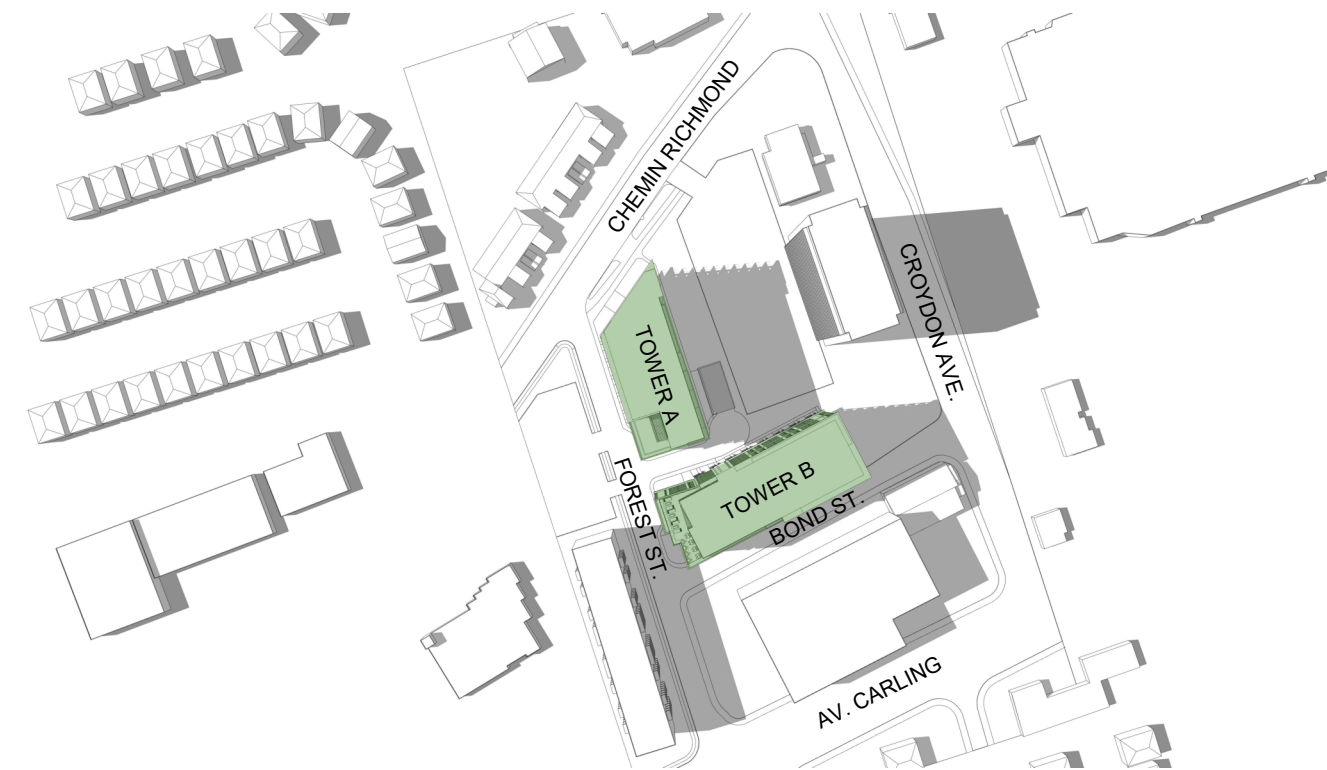 CHEMIN RICHMOND
CROYDON AVE.
TOWER A
TOWER B
FOREST ST.
BOND ST.
AV. CARLING